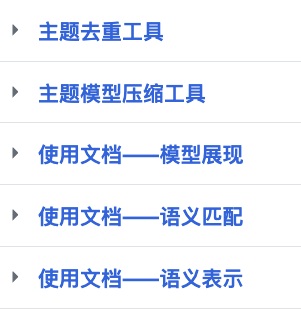 主题去重工具
主题模型压缩工具
使用文档——模型展现
使用文档——语义匹配
使用文档——语义表示